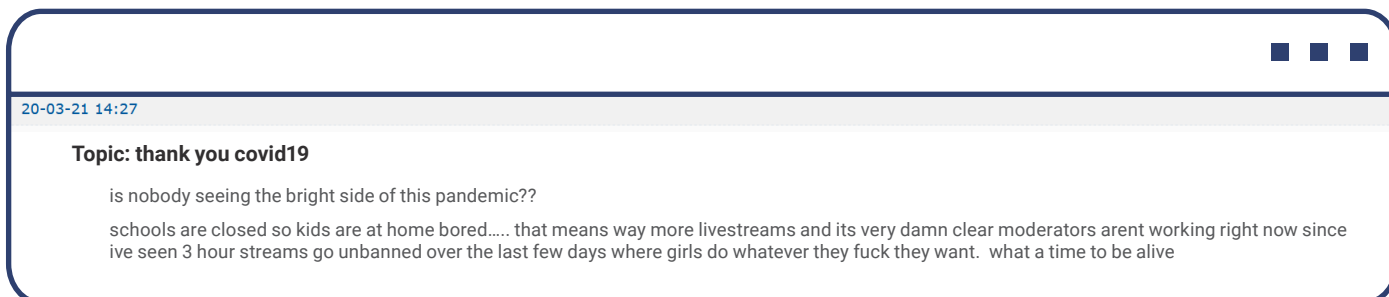 20-03-21 14:27
Topic: thank you covid19
is nobody seeing the bright side of this pandemic??
schools are closed so kids are at home bored..... that means way more livestreams and its very damn clear moderators arent working right now since
ive seen 3 hour streams go unbanned over the last few days where girls do whatever they fuck they want.  what a time to be alive